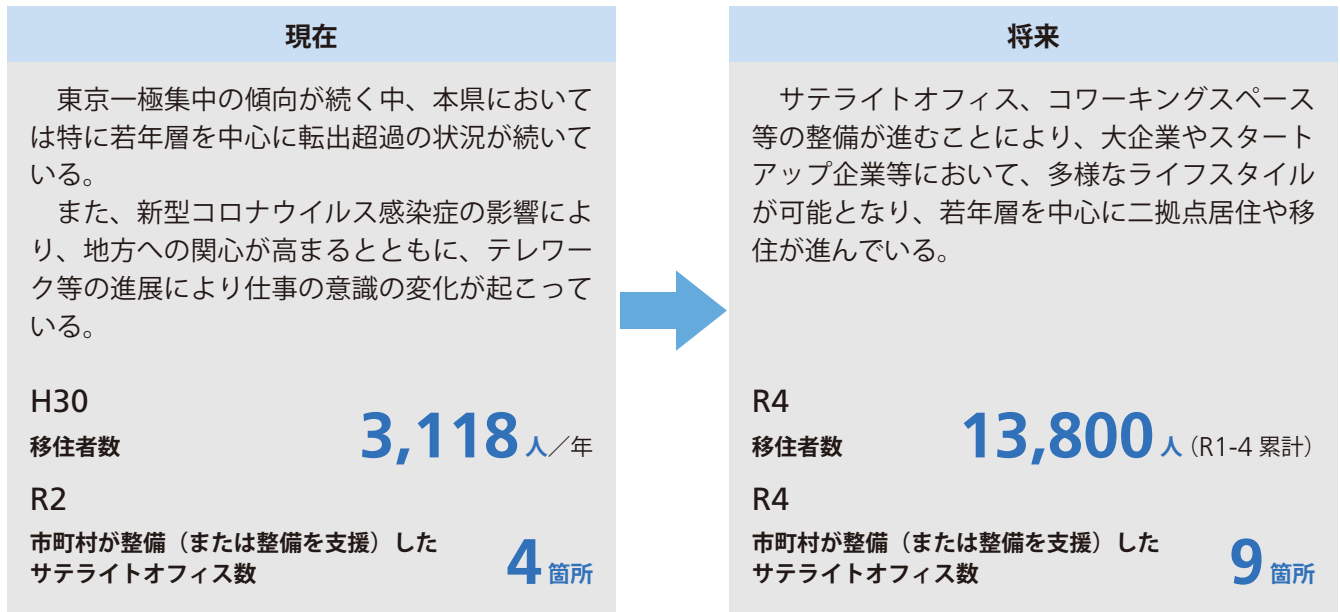 現在
　東京一極集中の傾向が続く中、本県において
は特に若年層を中心に転出超過の状況が続いて
いる。
　また、新型コロナウイルス感染症の影響によ
り、地方への関心が高まるとともに、テレワー
ク等の進展により仕事の意識の変化が起こって
いる。
H30
移住者数 3,118人／年
R2
市町村が整備（または整備を支援）した
サテライトオフィス数 4箇所
将来
　サテライトオフィス、コワーキングスペース
等の整備が進むことにより、大企業やスタート
アップ企業等において、多様なライフスタイル
が可能となり、若年層を中心に二拠点居住や移
住が進んでいる。
R4
移住者数 13,800人（R1-4 累計）
R4
市町村が整備（または整備を支援）した
サテライトオフィス数 9箇所